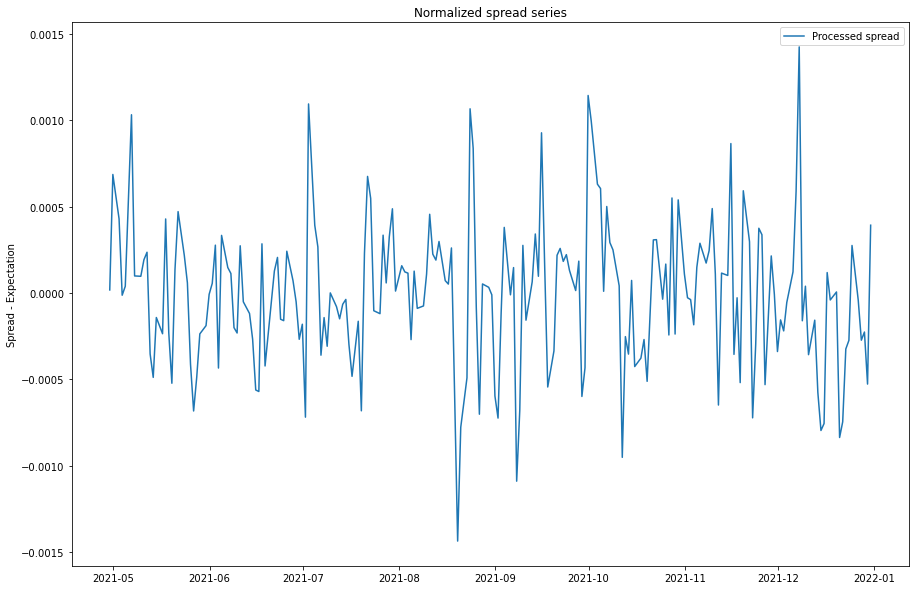 Normalized spread series
Processed spread
Spread - Expectation
0.0015
0.0010
0.0005
0.0000
−0.0005
−0.0010
−0.0015
2021-05 2021-06 2021-07 2021-08 2021-09 2021-10 2021-11 2021-12 2022-01